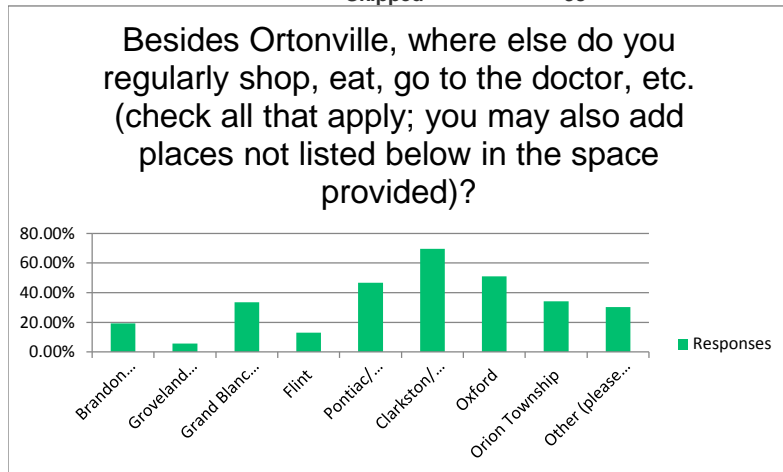 Besides Ortonville, where else do you
regularly shop, eat, go to the doctor, etc.
(check all that apply; you may also add
places not listed below in the space
provided)?
80.00%
60.00%
40.00%
20.00%
0.00%
Brandon…
Groveland…
Grand Blanc…
Flint
Pontiac/…
Clarkston/…
Oxford
Orion Township
Other (please…
Responses